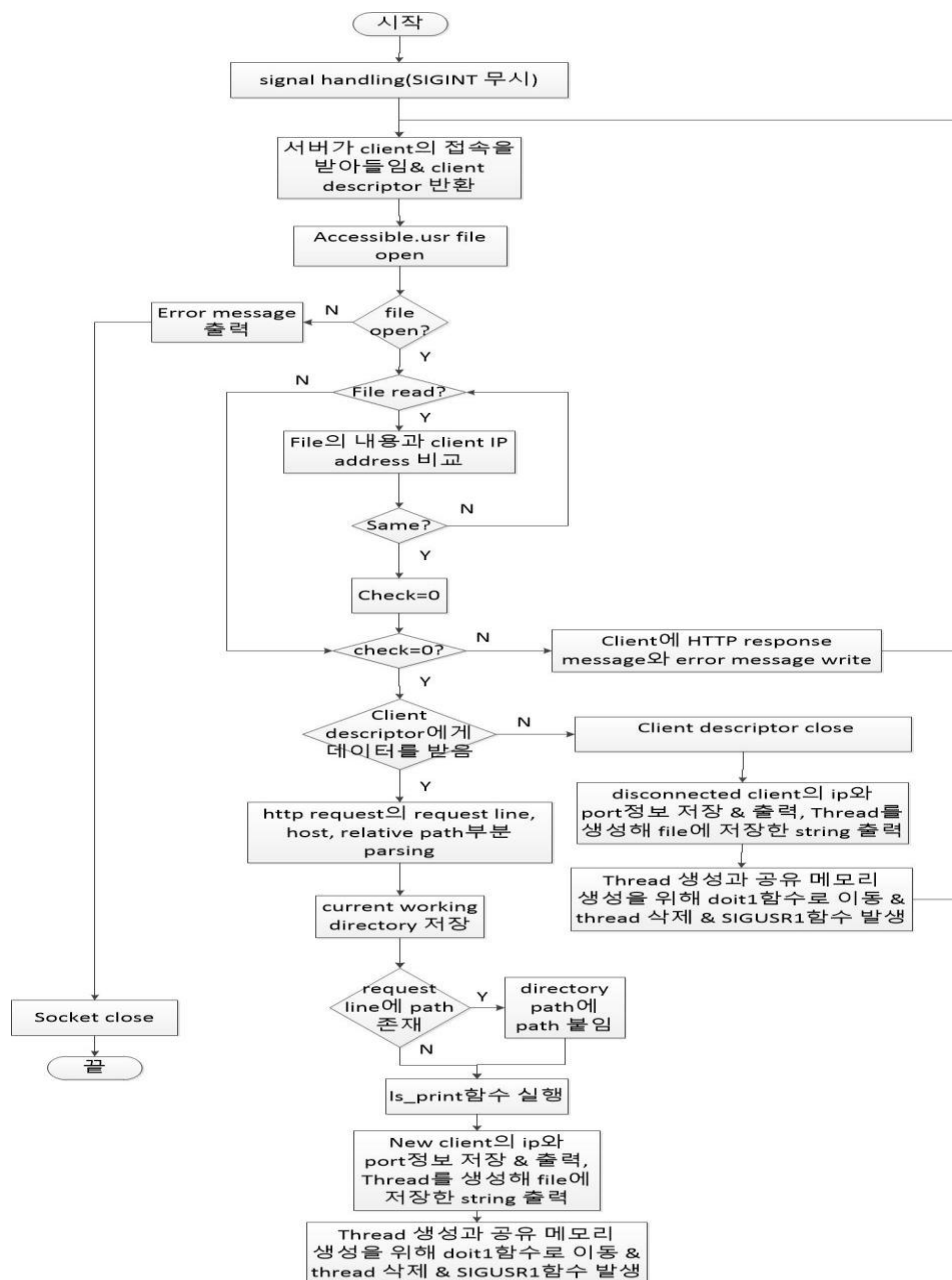 시작
signal handling(SIGINT 무시)
서버가 client의 접속을
받아들임& client
descriptor 반환
Accessible.usr file
open
file
open?
N
Error message
출력
Y
File read?
N
Y
File의 내용과 client IP
address 비교
Same?
N
Y
Check=0
check=0?
N
Client에 HTTP response
message와 error message write
Y
Client
descriptor에게
데이터를 받음
N
Client descriptor close
disconnected client의 ip와
port정보 저장 & 출력, Thread를
생성해 file에 저장한 string 출력
Thread 생성과 공유 메모리
생성을 위해 doit1함수로 이동 &
thread 삭제 & SIGUSR1함수 발생
Y
http request의 request line,
host, relative path부분
parsing
current working
directory 저장
request
line에 path
존재
Y
directory
path에
path 붙임
N
Socket close
끝
ls_print함수 실행
New client의 ip와
port정보 저장 & 출력,
Thread를 생성해 file에
저장한 string 출력
Thread 생성과 공유 메모리
생성을 위해 doit1함수로 이동 &
thread 삭제 & SIGUSR1함수 발생